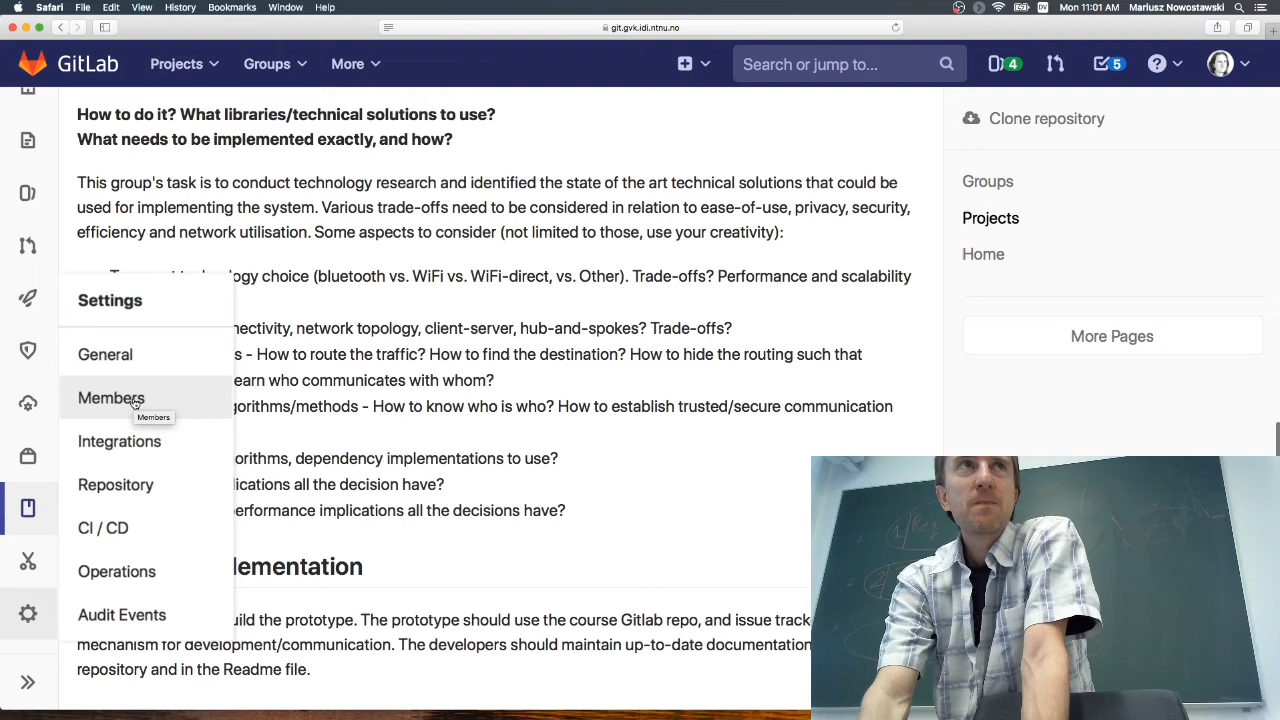 Safari File Edit View History Bookmarks Window Help
DV Mon 11:01 AM Mariusz Nowostawski
git.gvk.idi.ntnu.no
GitLab Projects Groups More Search or jump to... 4 5
How to do it? What libraries/technical solutions to use?
What needs to be implemented exactly, and how?
This group's task is to conduct technology research and identified the state of the art technical solutions that could be
used for implementing the system. Various trade-offs need to be considered in relation to ease-of-use, privacy, security,
efficiency and network utilisation. Some aspects to consider (not limited to those, use your creativity):
choice (bluetooth vs. WiFi vs. WiFi-direct, vs. Other). Trade-offs? Performance and scalability
network topology, client-server, hub-and-spokes? Trade-offs?
s - How to route the traffic? How to find the destination? How to hide the routing such that
earn who communicates with whom?
gorithms/methods - How to know who is who? How to establish trusted/secure communication
orithms, dependency implementations to use?
ications all the decision have?
performance implications all the decisions have?
lementation
uild the prototype. The prototype should use the course Gitlab repo, and issue track
mechanism for development/communication. The developers should maintain up-to-date documentation
repository and in the Readme file.
Settings
General
Members
Members
Integrations
Repository
CI / CD
Operations
Audit Events
Clone repository
Groups
Projects
Home
More Pages